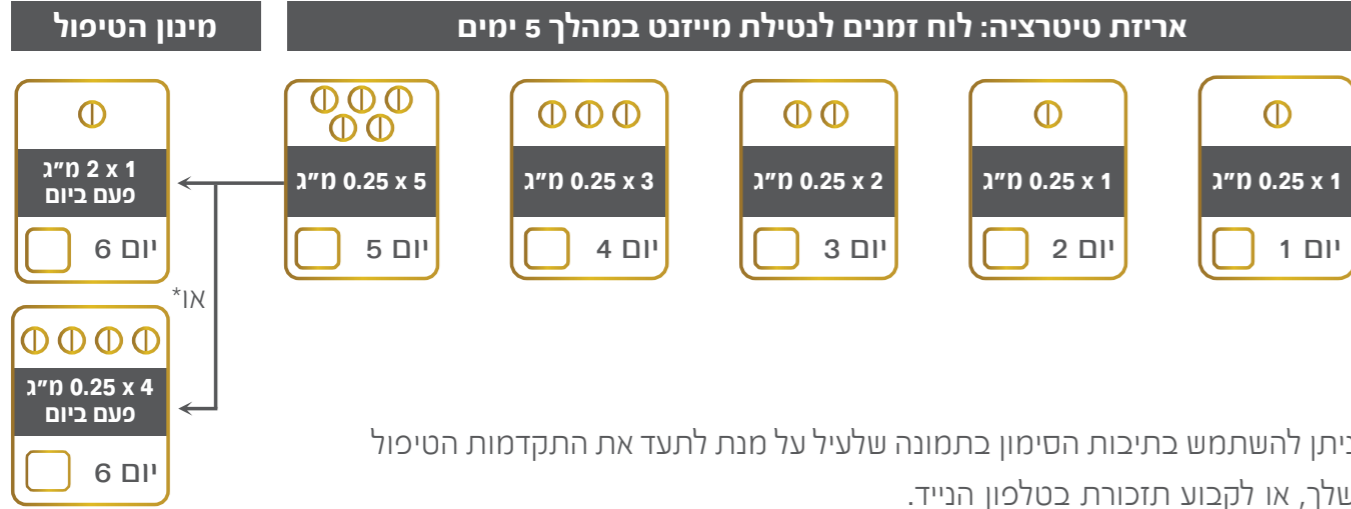 אריזת טיטרציה: לוח זמנים לנטילת מייזנט במהלך 5 ימים
מינון הטיפול
1 x 0.25 מ״ג
יום 1
1 x 0.25 מ״ג
יום 2
2 x 0.25 מ״ג
יום 3
3 x 0.25 מ״ג
יום 4
5 x 0.25 מ״ג
יום 5
1 x 2 מ״ג
פעם ביום
יום 6
או*
4 x 0.25 מ״ג
פעם ביום
יום 6
ניתן להשתמש בתיבות הסימון בתמונה שלעיל על מנת לתעד את התקדמות הטיפול
שלך, או לקבוע תזכורת בטלפון הנייד.